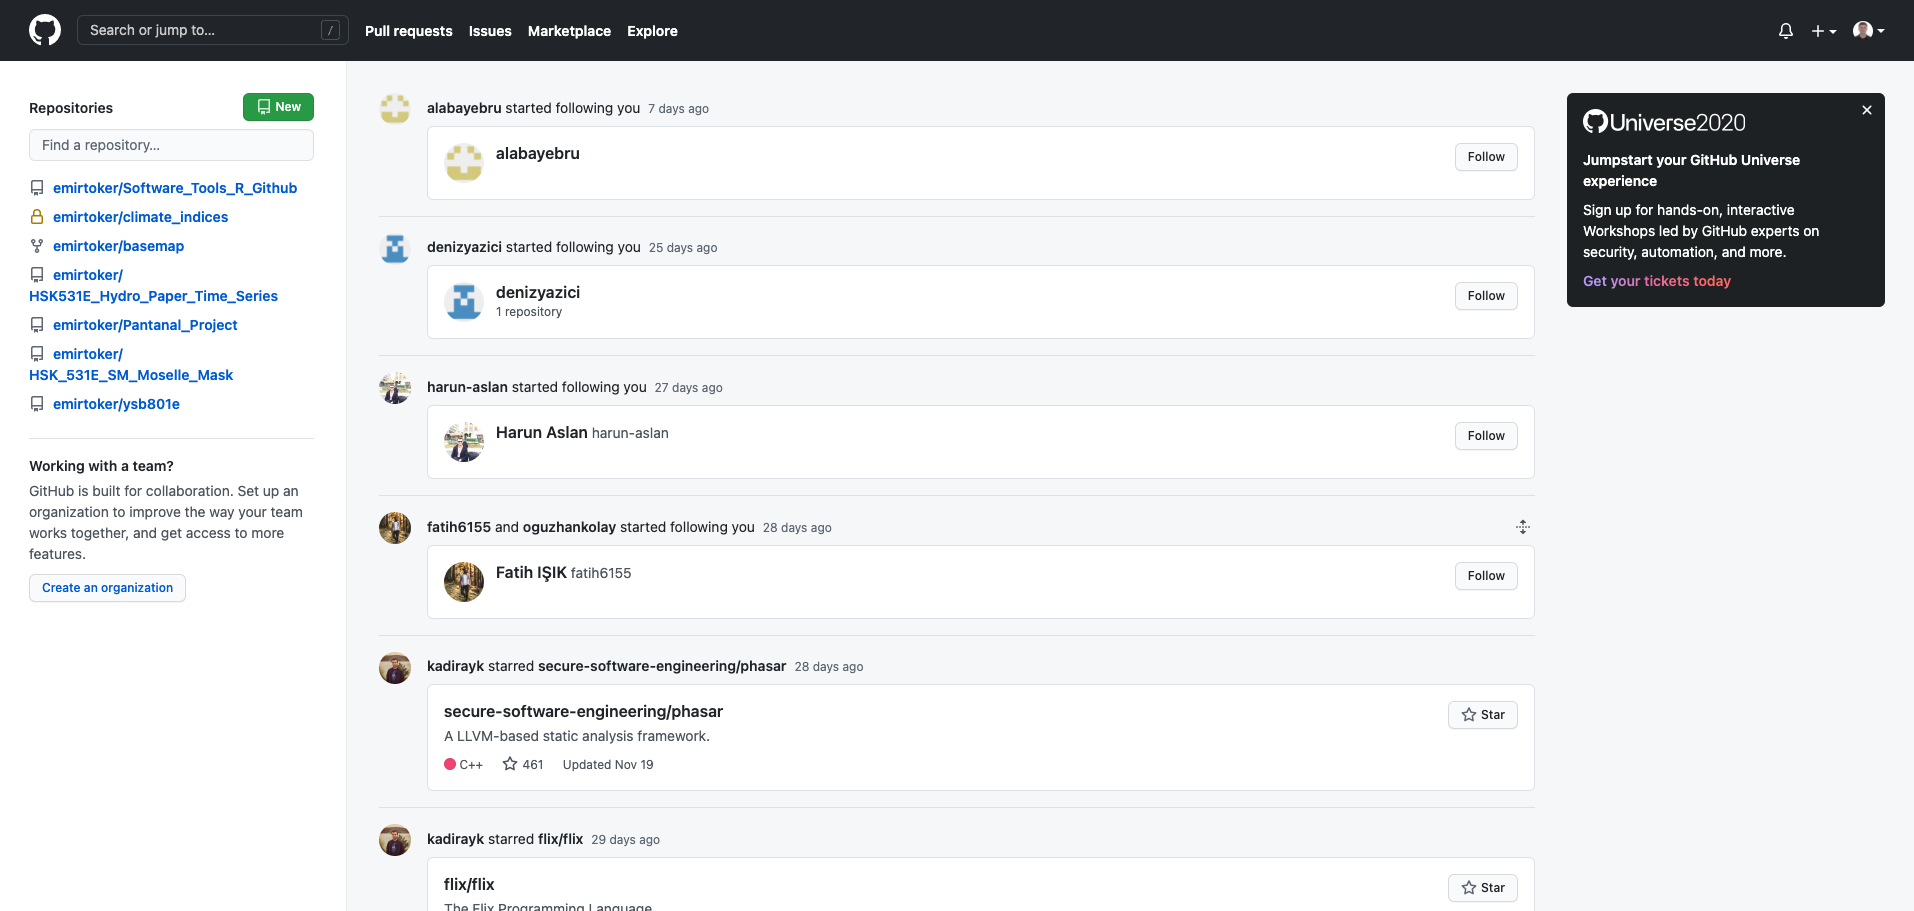 Search or jump to... /
Pull requests Issues Marketplace Explore
Repositories
New
Find a repository...
emirtoker/Software_Tools_R_Github
emirtoker/climate_indices
emirtoker/basemap
emirtoker/
HSK531E_Hydro_Paper_Time_Series
emirtoker/Pantanal_Project
emirtoker/
HSK_531E_SM_Moselle_Mask
emirtoker/ysb801e
Working with a team?
GitHub is built for collaboration. Set up an
organization to improve the way your team
works together, and get access to more
features.
Create an organization
alabayebru started following you 7 days ago
alabayebru
Follow
denizyazici started following you 25 days ago
denizyazici
1 repository
Follow
harun-aslan started following you 27 days ago
Harun Aslan harun-aslan
Follow
fatih6155 and oguzhankolay started following you 28 days ago
Fatih IŞIK fatih6155
Follow
kadirayk starred secure-software-engineering/phasar 28 days ago
secure-software-engineering/phasar
Star
A LLVM-based static analysis framework.
C++ 461 Updated Nov 19
kadirayk starred flix/flix 29 days ago
flix/flix
Star
The Flix Programming Language
Universe2020
Jumpstart your GitHub Universe
experience
Sign up for hands-on, interactive
Workshops led by GitHub experts on
security, automation, and more.
Get your tickets today